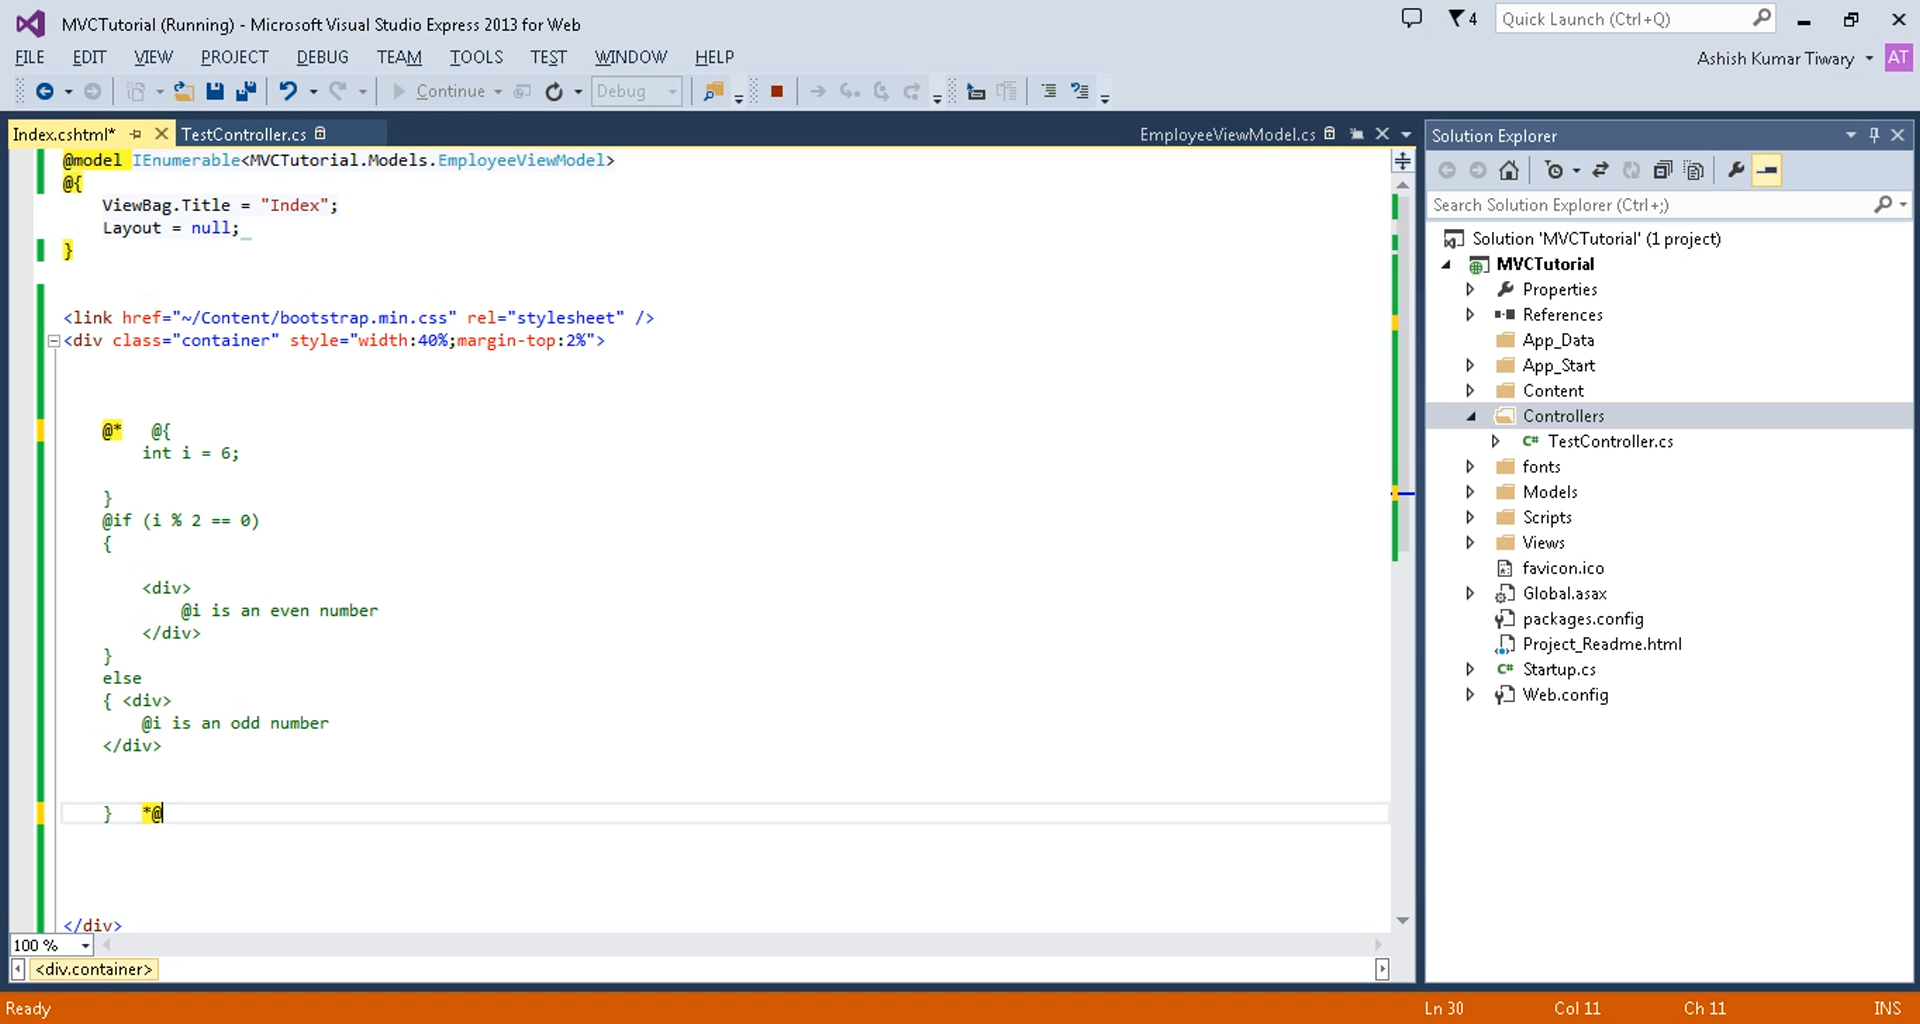 MVCTutorial (Running) - Microsoft Visual Studio Express 2013 for Web
4
Quick Launch (Ctrl+Q)
FILE EDIT VIEW PROJECT DEBUG TEAM TOOLS TEST WINDOW HELP
Ashish Kumar Tiwary AT
Continue Debug
Index.cshtml* TestController.cs EmployeeViewModel.cs
@model IEnumerable<MVCTutorial.Models.EmployeeViewModel>
@{
ViewBag.Title = "Index";
Layout = null;
}
<link href="~/Content/bootstrap.min.css" rel="stylesheet" />
<div class="container" style="width:40%;margin-top:2%">
@* @{
int i = 6;
}
@if (i % 2 == 0)
{
<div>
@i is an even number
</div>
}
else
{ <div>
@i is an odd number
</div>
} *@
</div>
100 %
<div.container>
Solution Explorer
Search Solution Explorer (Ctrl+;)
Solution 'MVCTutorial' (1 project)
MVCTutorial
Properties
References
App_Data
App_Start
Content
Controllers
C# TestController.cs
fonts
Models
Scripts
Views
favicon.ico
Global.asax
packages.config
Project_Readme.html
C# Startup.cs
Web.config
Ready Ln 30 Col 11 Ch 11 INS